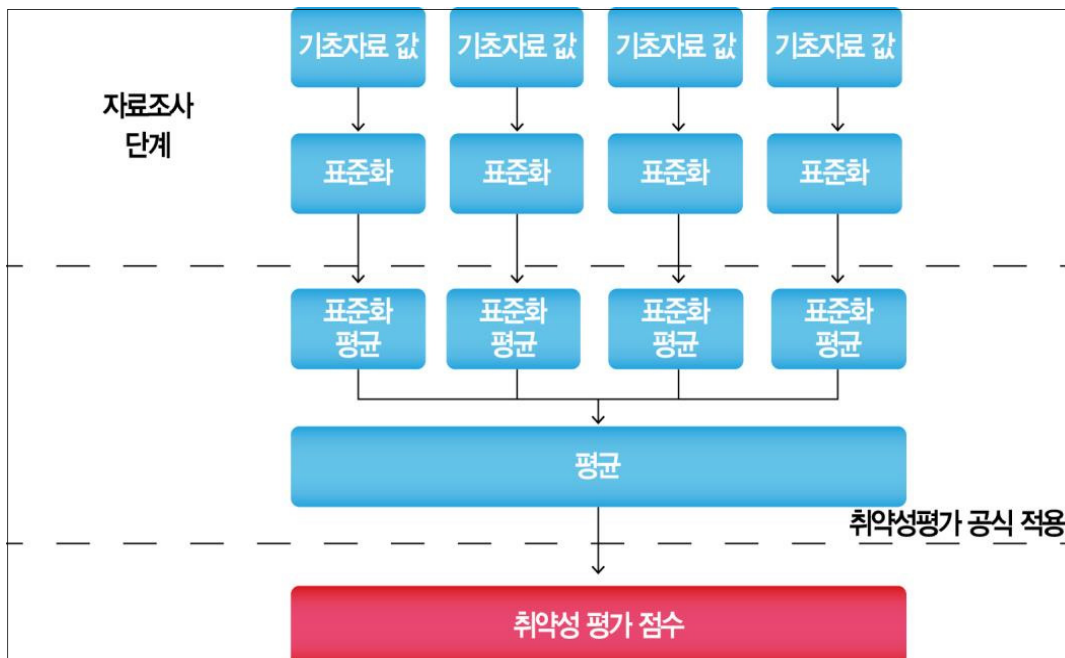 기초자료 값 기초자료 값 기초자료 값 기초자료 값
자료조사
단계
표준화 표준화 표준화 표준화
표준화 표준화 표준화 표준화
평균 평균 평균 평균
평균
취약성평가 공식 적용
취약성 평가 점수